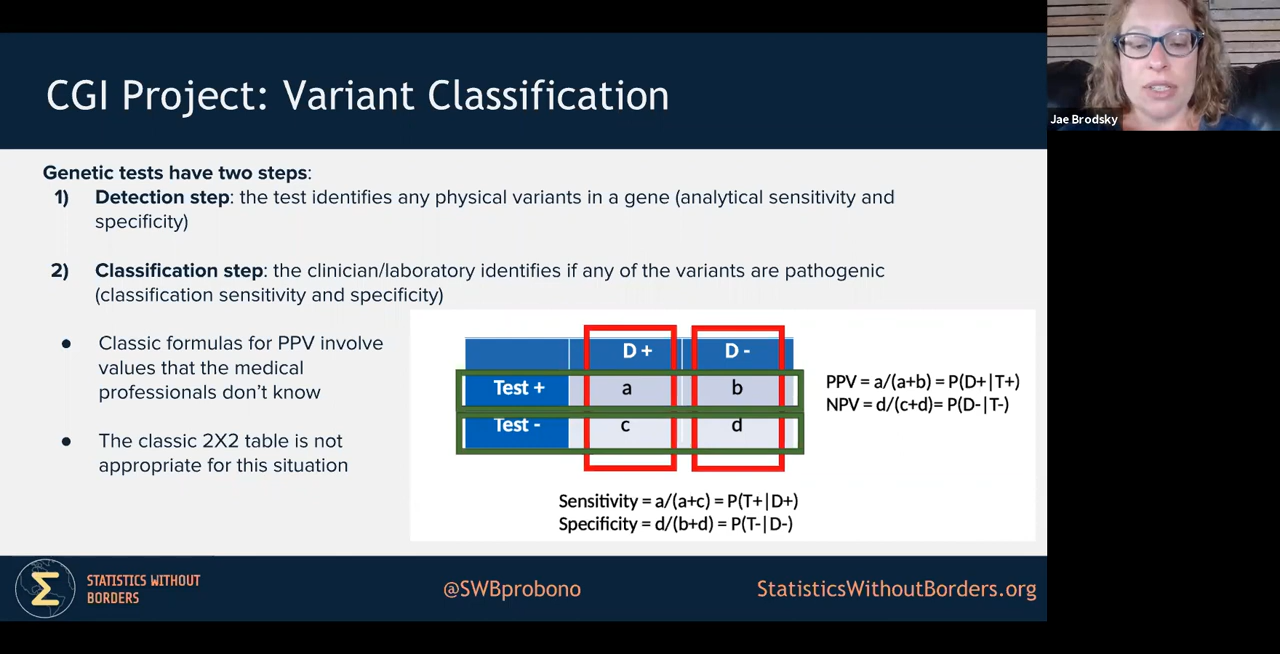 CGI Project: Variant Classification
Jae Brodsky
Genetic tests have two steps:
1) Detection step: the test identifies any physical variants in a gene (analytical sensitivity and
specificity)
2) Classification step: the clinician/laboratory identifies if any of the variants are pathogenic
(classification sensitivity and specificity)
• Classic formulas for PPV involve
values that the medical
professionals don’t know
• The classic 2X2 table is not
appropriate for this situation
D + D -
Test + a b
Test - c d
PPV = a/(a+b) = P(D+|T+)
NPV = d/(c+d)= P(D-|T-)
Sensitivity = a/(a+c) = P(T+|D+)
Specificity = d/(b+d) = P(T-|D-)
Σ
STATISTICS WITHOUT
BORDERS
@SWBprobono
StatisticsWithoutBorders.org